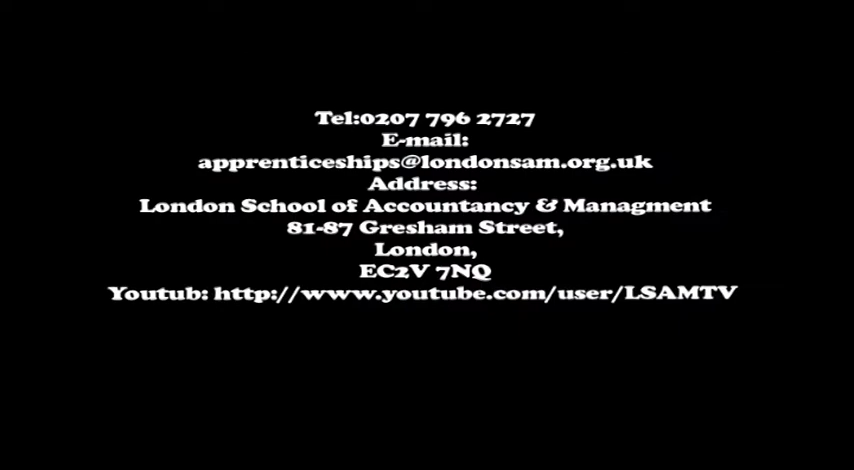 Tel:0207 796 2727
E-mail:
apprenticeships@londonsam.org.uk
Address:
London School of Accountancy & Managment
81-87 Gresham Street,
London,
EC2V 7NQ
Youtub: http://www.youtube.com/user/LSAMTV